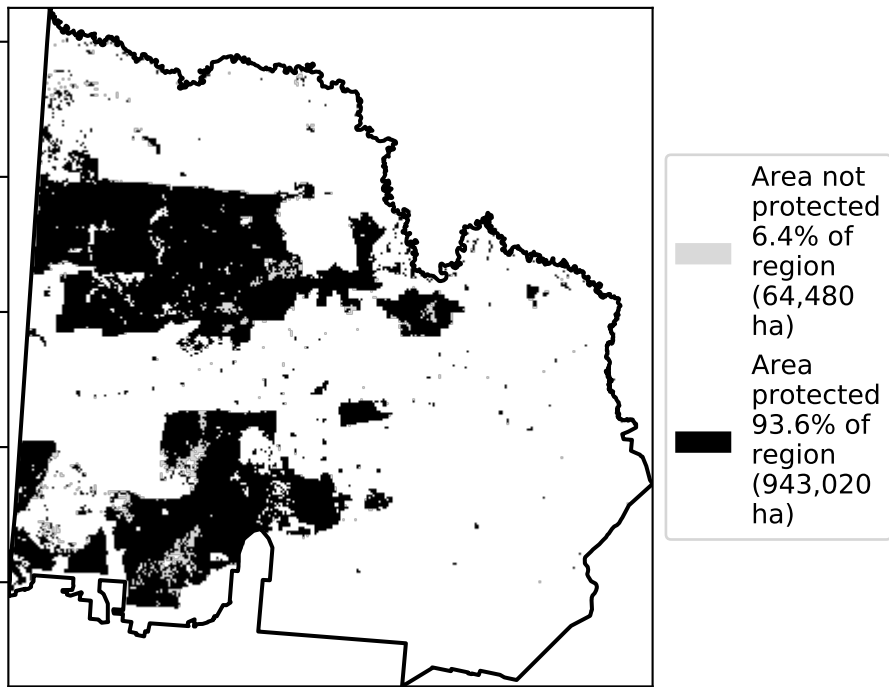 Area not
protected
6.4% of
region
(64,480
ha)
Area
protected
93.6% of
region
(943,020
ha)